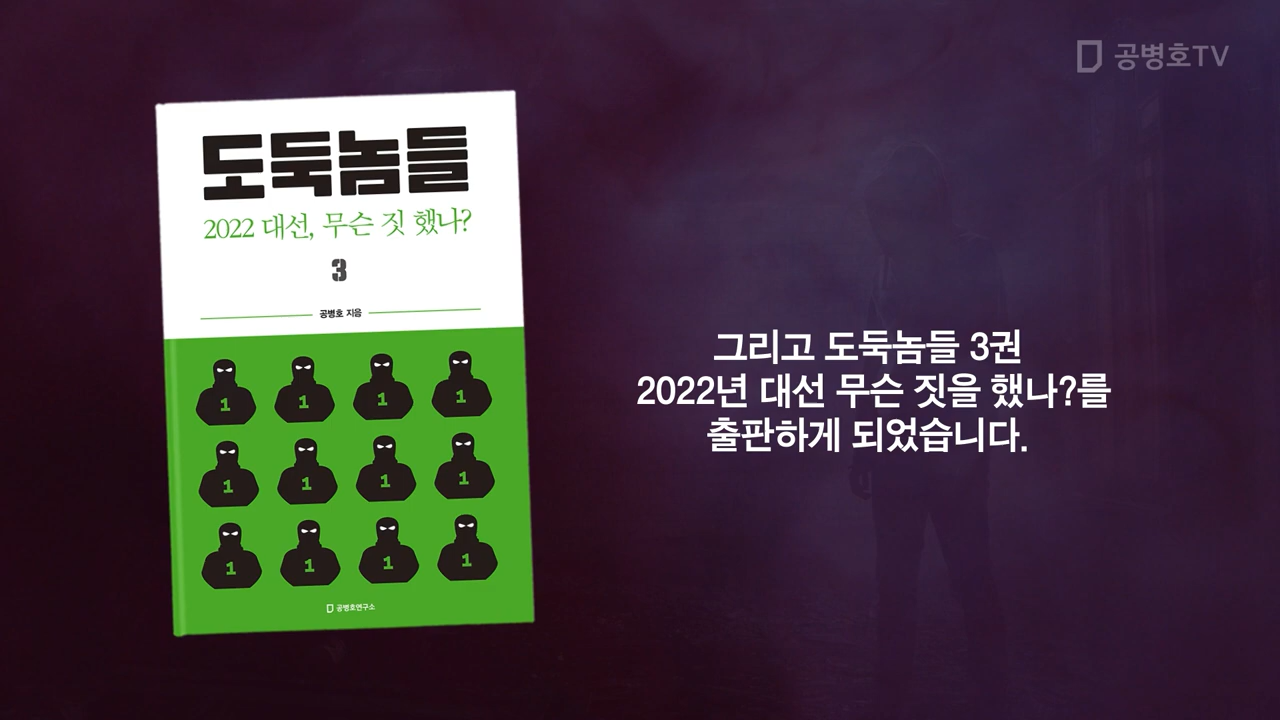 공병호TV
도둑놈들
2022 대선, 무슨 짓 했나?
3
공병호 지음
1 1 1 1
1 1 1 1
1 1 1 1
공병호연구소
그리고 도둑놈들 3권
2022년 대선 무슨 짓을 했나?를
출판하게 되었습니다.